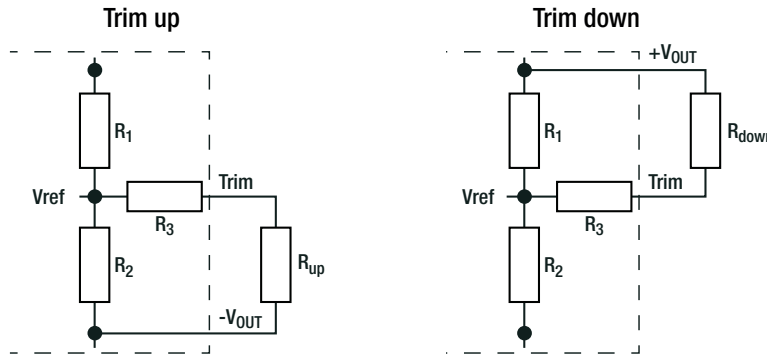 Trim up
R1
Vref
Trim
R3
R2
Rup
-VOUT
Trim down
+VOUT
R1
Rdown
Vref
Trim
R3
R2